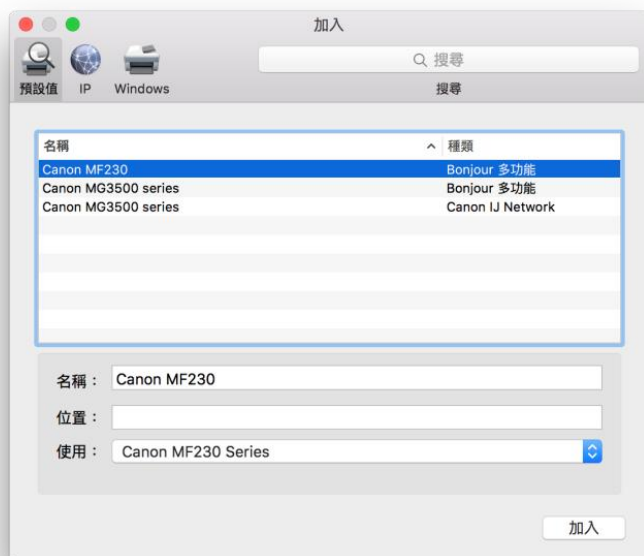 加入
預設值 IP Windows
搜尋
搜尋
名稱 種類
Canon MF230 Bonjour 多功能
Canon MG3500 series Bonjour 多功能
Canon MG3500 series Canon IJ Network
名稱： Canon MF230
位置：
使用： Canon MF230 Series
加入